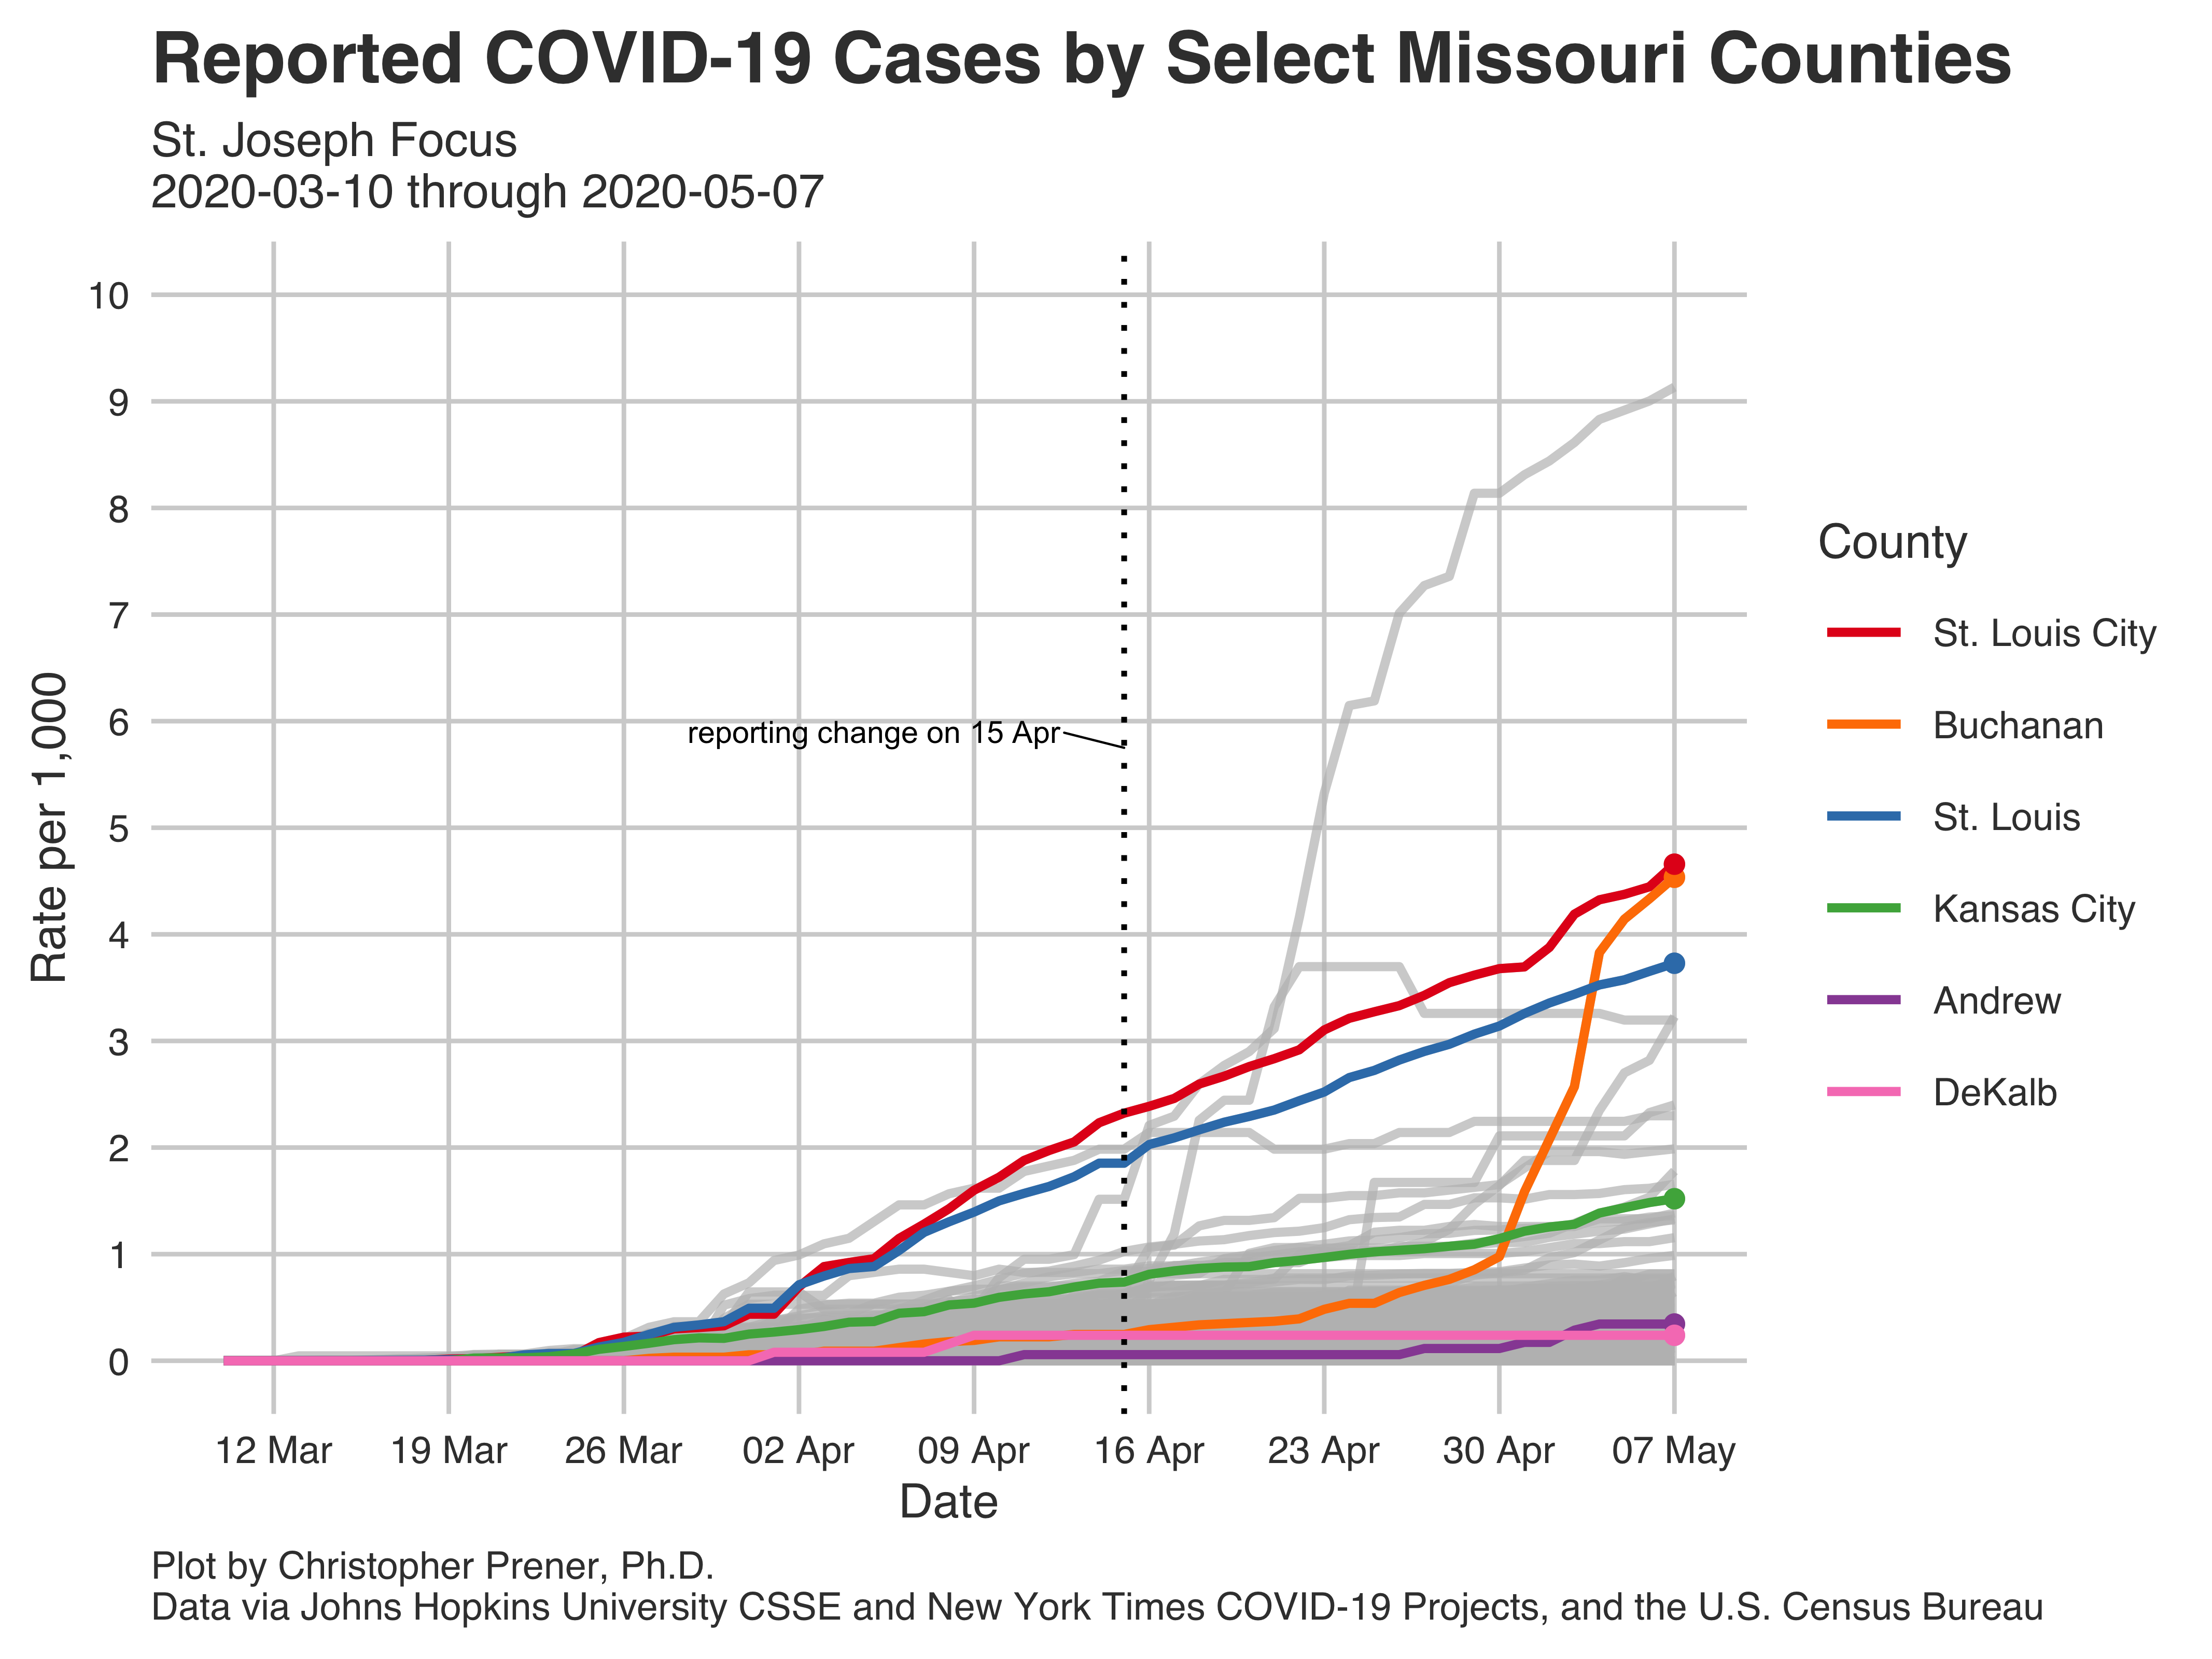 Reported COVID-19 Cases by Select Missouri Counties
St. Joseph Focus
2020-03-10 through 2020-05-07
10
9
8
7
6
5
4
3
2
1
0
Rate per 1,000
reporting change on 15 Apr
12 Mar
19 Mar
26 Mar
02 Apr
09 Apr
16 Apr
23 Apr
30 Apr
07 May
Date
County
St. Louis City
Buchanan
St. Louis
Kansas City
Andrew
DeKalb
Plot by Christopher Prener, Ph.D.
Data via Johns Hopkins University CSSE and New York Times COVID-19 Projects, and the U.S. Census Bureau